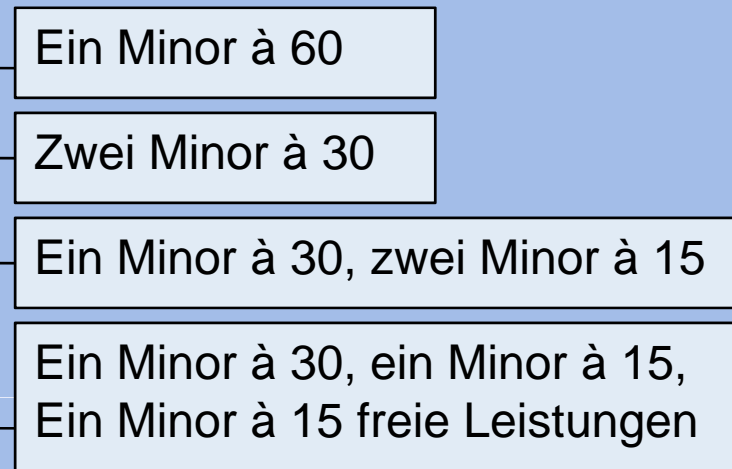 Ein Minor à 60
Zwei Minor à 30
Ein Minor à 30, zwei Minor à 15
Ein Minor à 30, ein Minor à 15,
Ein Minor à 15 freie Leistungen